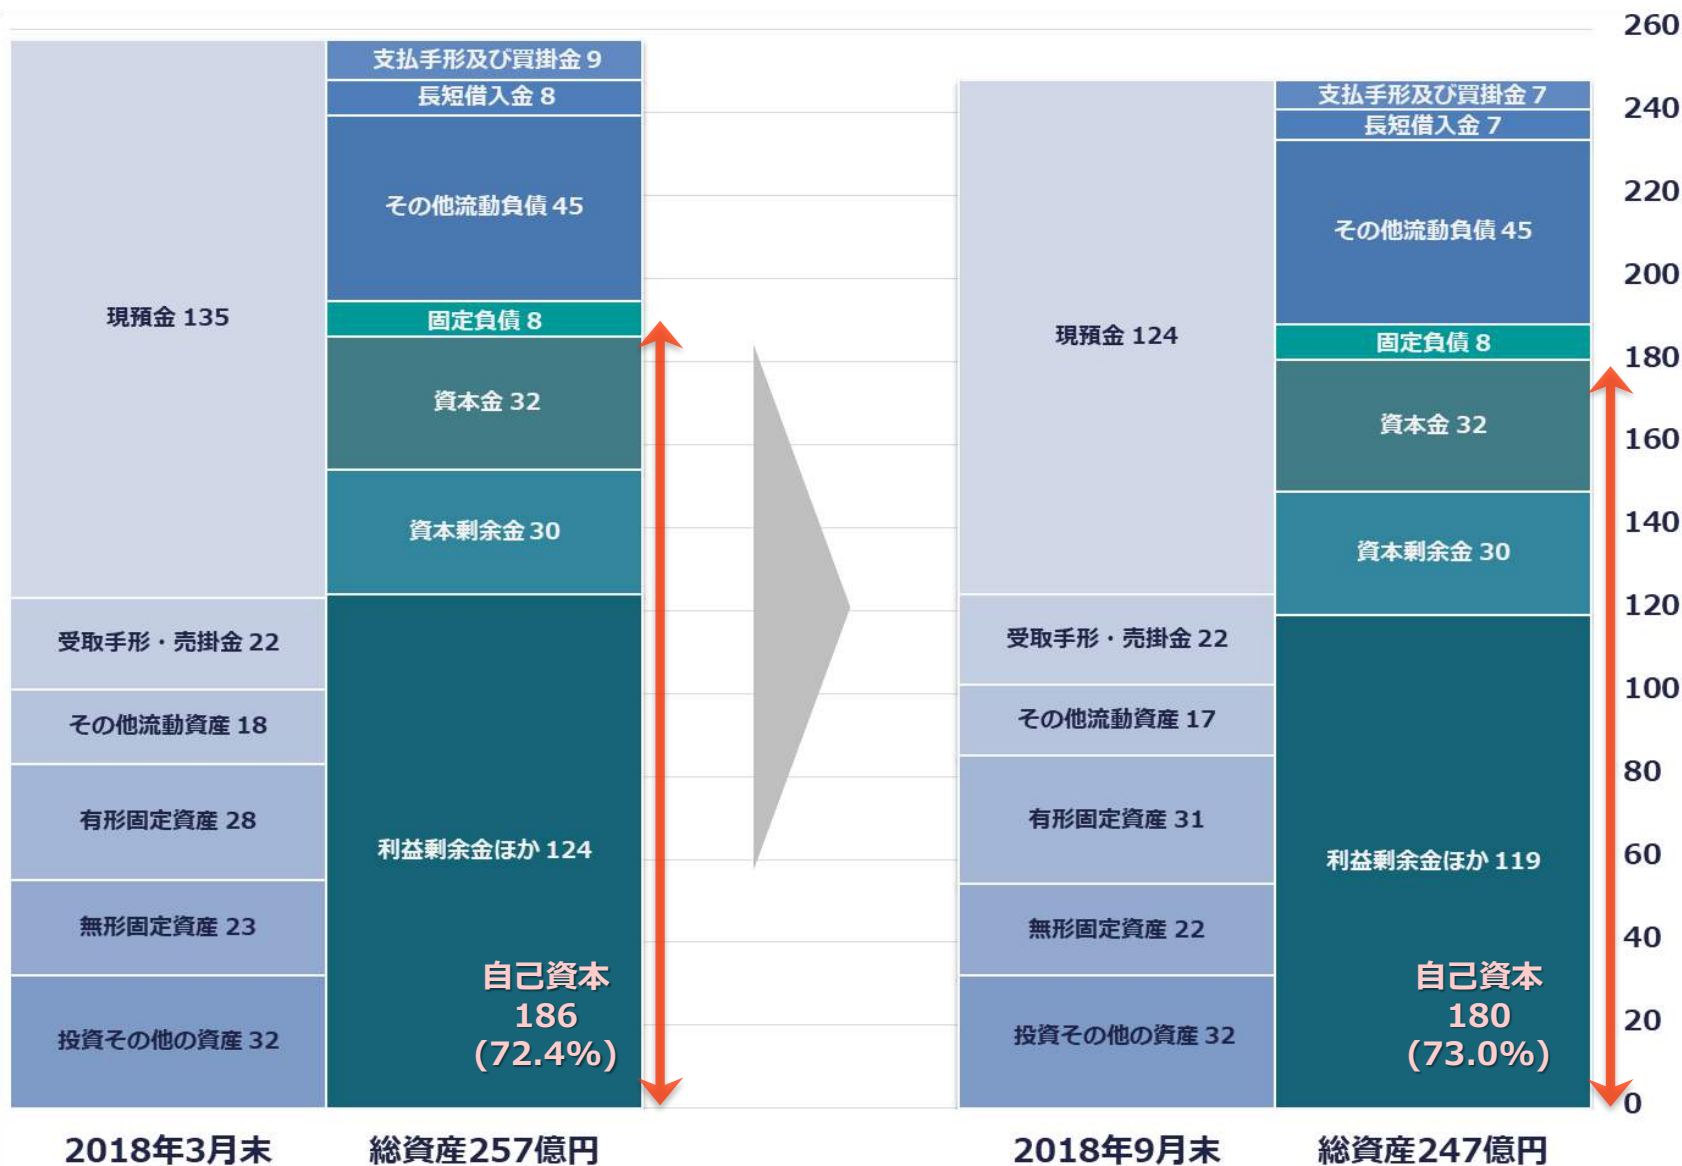 支払手形及び買掛金 9
長短借入金 8
その他流動負債 45
現預金 135
固定負債 8
資本金 32
資本剰余金 30
受取手形・売掛金 22
その他流動資産 18
有形固定資産 28
利益剰余金ほか 124
無形固定資産 23
投資その他の資産 32
自己資本
186
(72.4%)
2018年3月末
総資産257億円
支払手形及び買掛金 7
長短借入金 7
その他流動負債 45
現預金 124
固定負債 8
資本金 32
資本剰余金 30
受取手形・売掛金 22
その他流動資産 17
有形固定資産 31
利益剰余金ほか 119
無形固定資産 22
投資その他の資産 32
自己資本
180
(73.0%)
2018年9月末
総資産247億円
260
240
220
200
180
160
140
120
100
80
60
40
20
0